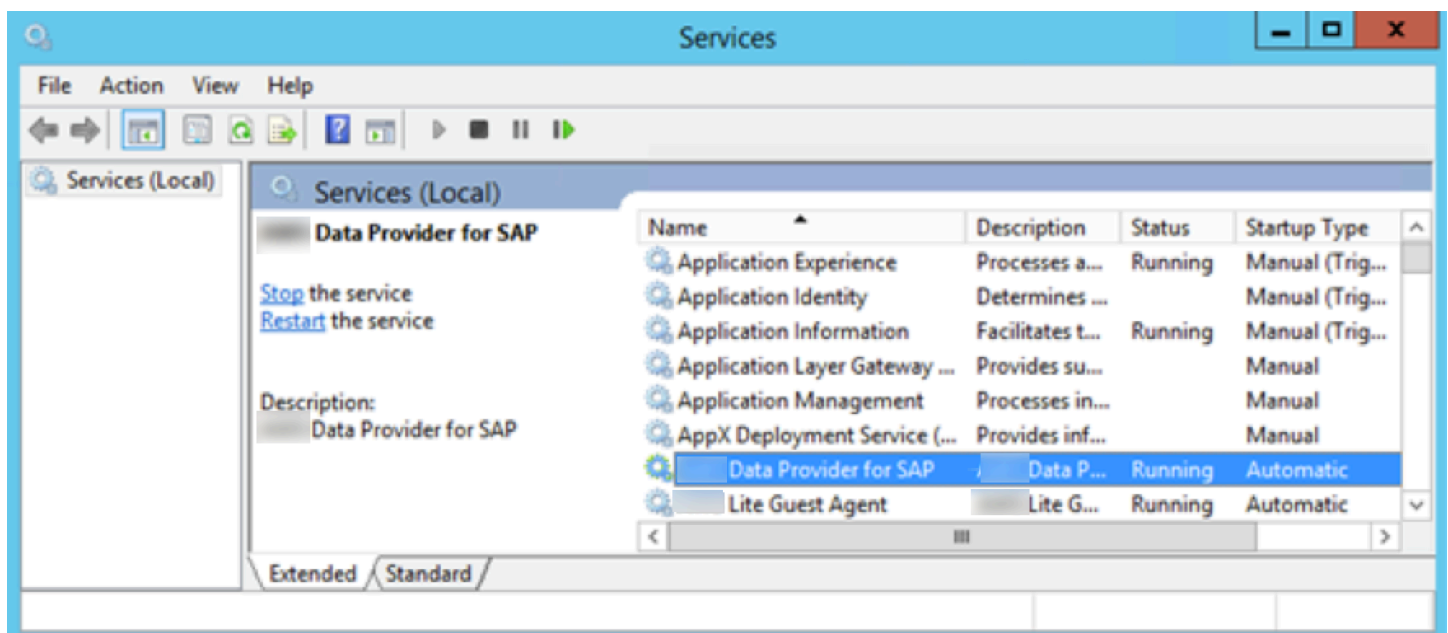 Services
File Action View Help
Services (Local)
Services (Local)
Data Provider for SAP
Stop the service
Restart the service
Description:
Data Provider for SAP
Name Description Status Startup Type
Application Experience Processes a... Running Manual (Trig...
Application Identity Determines ... Manual (Trig...
Application Information Facilitates t... Running Manual (Trig...
Application Layer Gateway ... Provides su... Manual
Application Management Processes in... Manual
AppX Deployment Service (... Provides inf... Manual
Data Provider for SAP Data P... Running Automatic
Lite Guest Agent Lite G... Running Automatic
Extended Standard